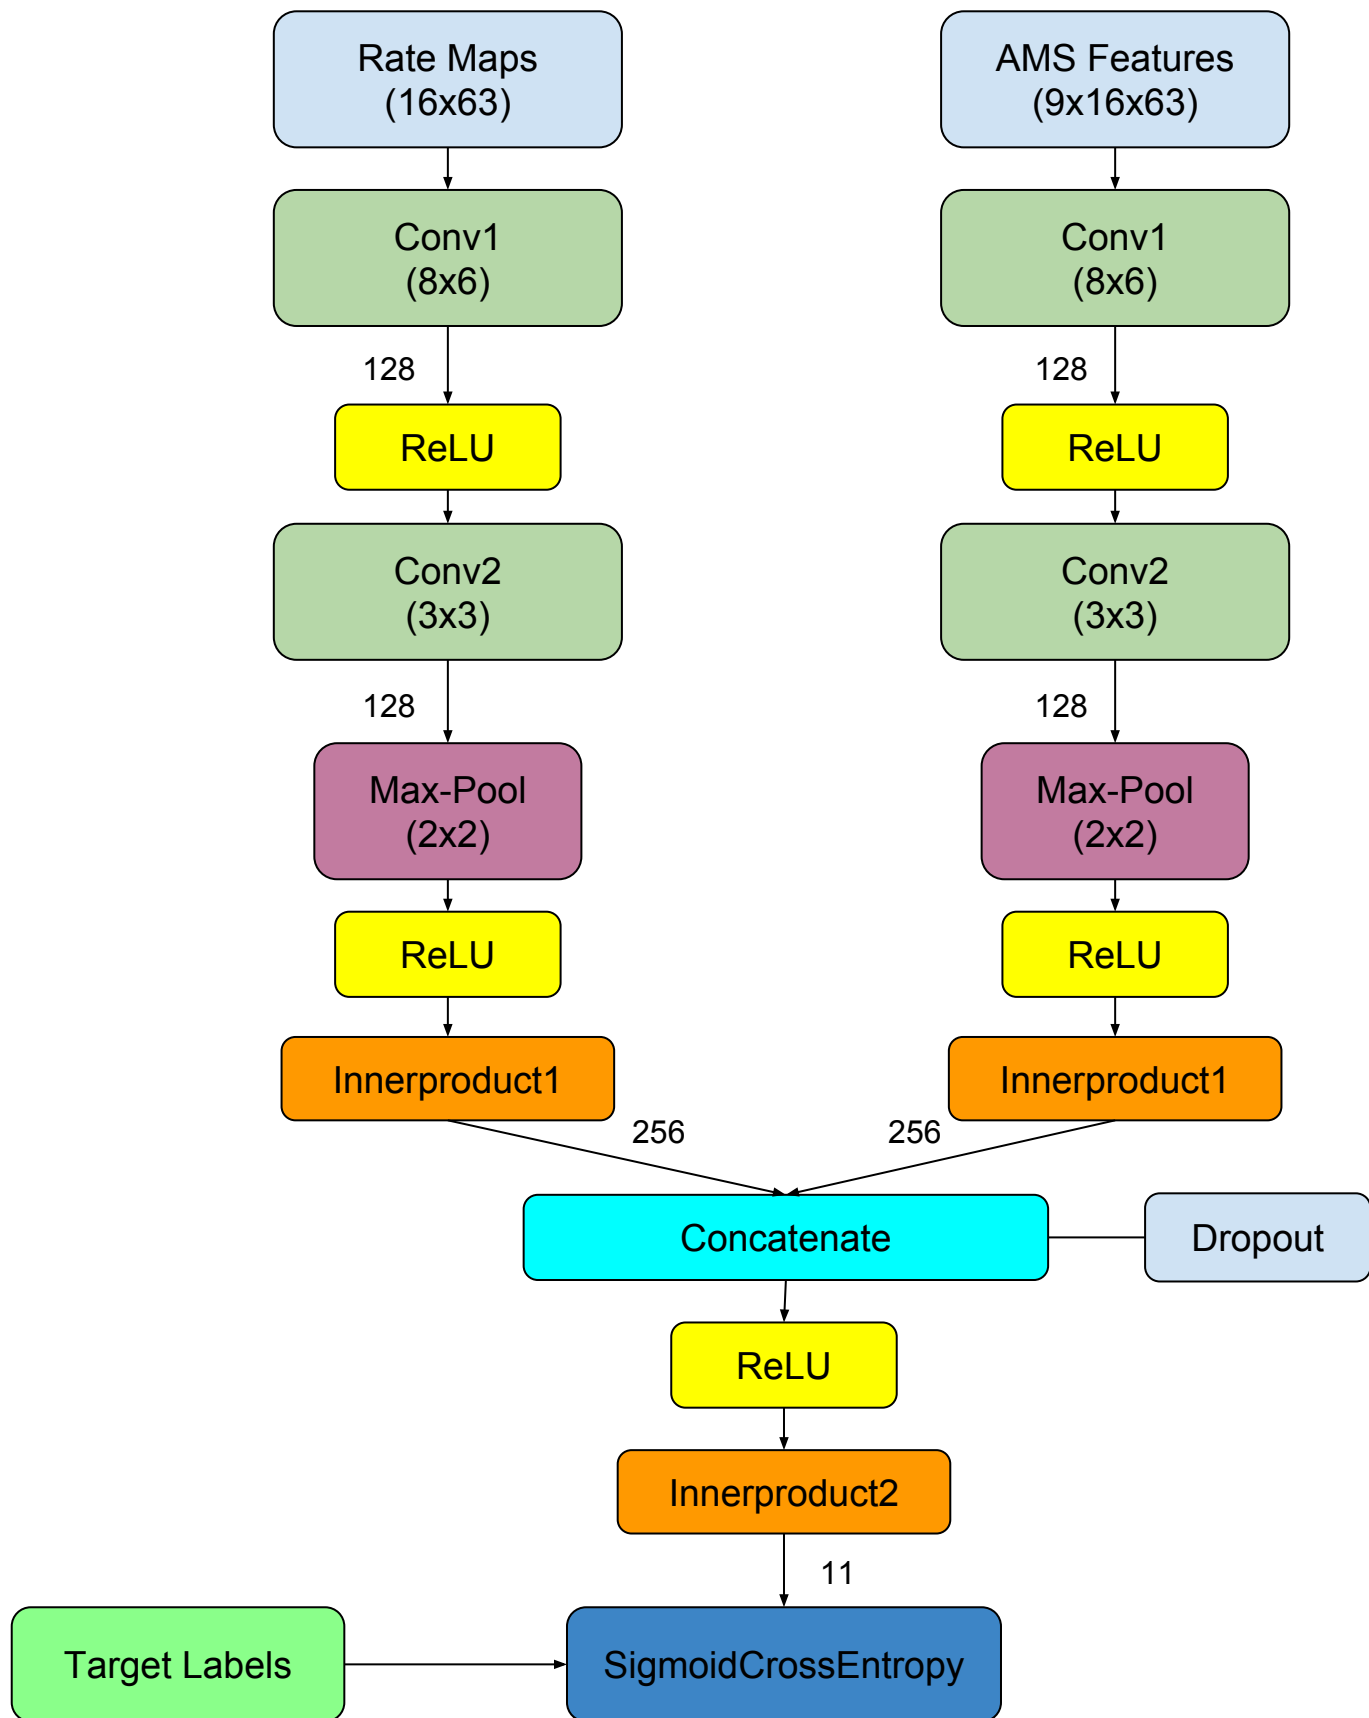 Rate Maps
(16x63)
AMS Features
(9x16x63)
Conv1
(8x6)
Conv1
(8x6)
128
128
ReLU
ReLU
Conv2
(3x3)
Conv2
(3x3)
128
128
Max-Pool
(2x2)
Max-Pool
(2x2)
ReLU
ReLU
Innerproduct1
Innerproduct1
256
256
Concatenate
Dropout
ReLU
Innerproduct2
11
Target Labels
SigmoidCrossEntropy